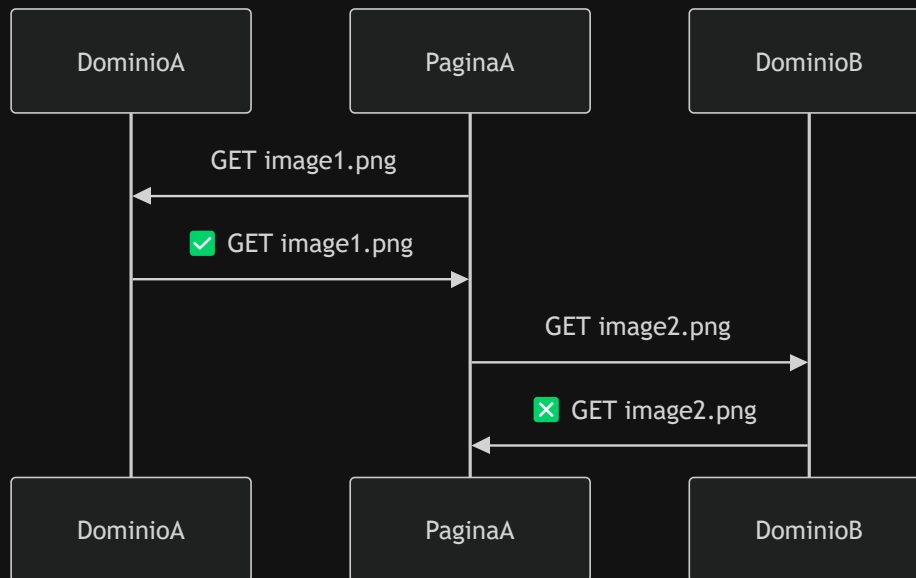 DominioA
PaginaA
DominioB
GET image1.png
✅ GET image1.png
GET image2.png
❎ GET image2.png
DominioA
PaginaA
DominioB